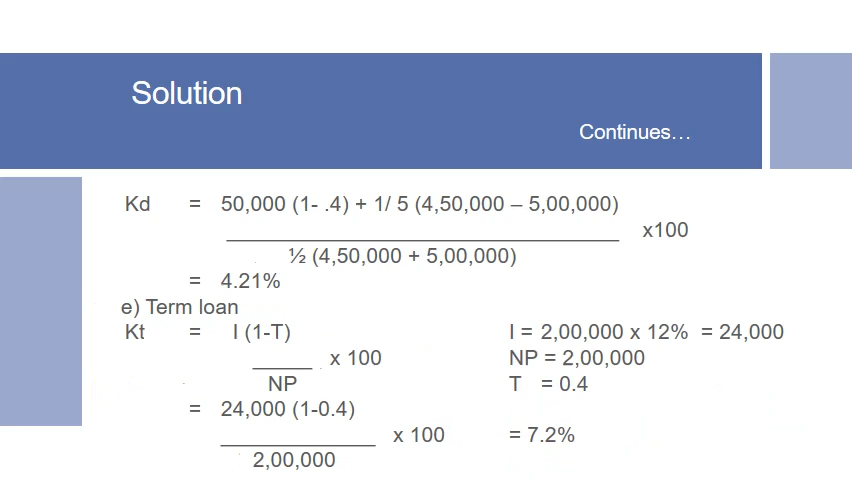 Solution
Continues…
Kd = 50,000 (1- .4) + 1/ 5 (4,50,000 – 5,00,000)
x100
½ (4,50,000 + 5,00,000)
= 4.21%
e) Term loan
Kt = I (1-T) I = 2,00,000 x 12% = 24,000
x 100 NP = 2,00,000
NP T = 0.4
= 24,000 (1-0.4)
x 100 = 7.2%
2,00,000